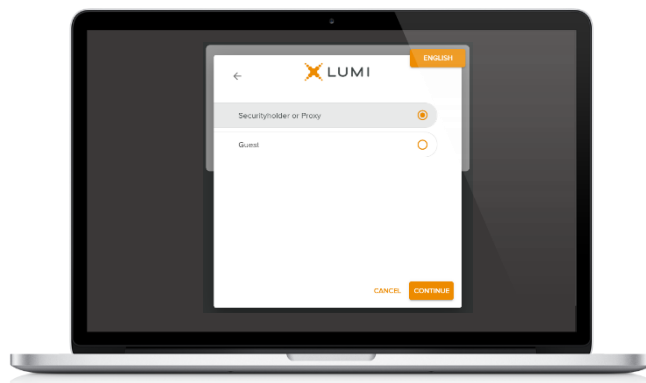 ENGLISH
LUMI
Securityholder or Proxy
Guest
CANCEL
CONTINUE